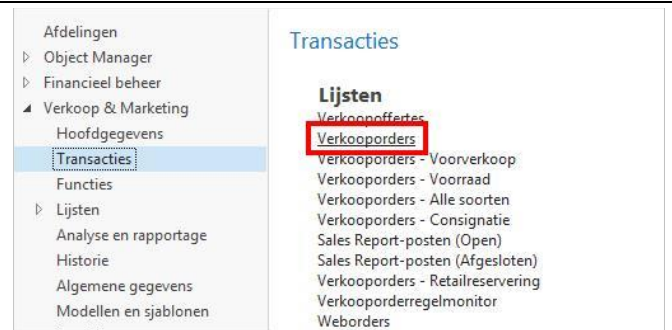 Afdelingen
Object Manager
Financieel beheer
Verkoop & Marketing
Hoofdgegevens
Transacties
Functies
Lijsten
Analyse en rapportage
Historie
Algemene gegevens
Modellen en sjablonen
Transacties
Lijsten
Verkoopoffertes
Verkooporders
Verkooporders - Voorverkoop
Verkooporders - Voorraad
Verkooporders - Alle soorten
Verkooporders - Consignatie
Sales Report-posten (Open)
Sales Report-posten (Afgesloten)
Verkooporders - Retailreservering
Verkooporderregelmonitor
Weborders